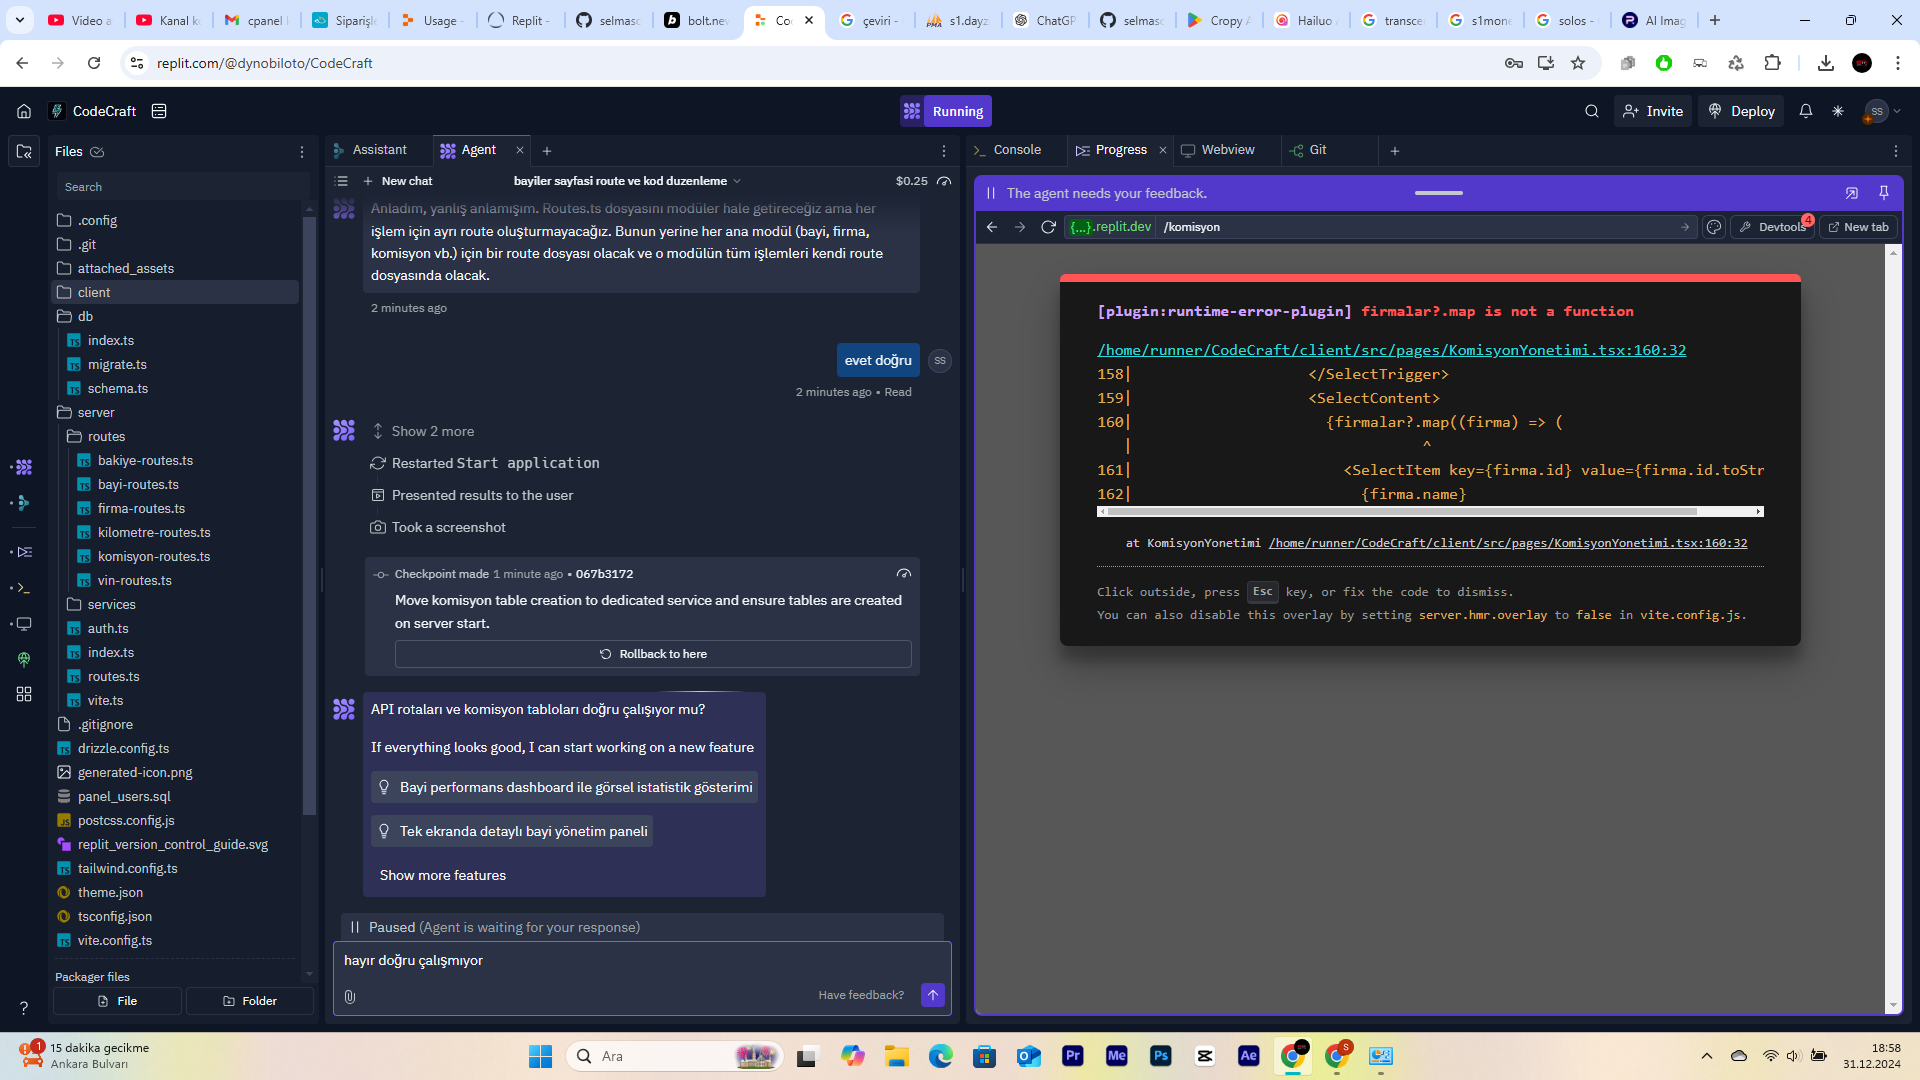 Video a
Kanal k
cpanel l
Siparişle
Usage -
Replit -
selmaso
bolt.new
Co
çeviri -
s1.dayz
ChatGP
selmaso
Cropy A
Hailuo A
transce
s1mone
solos -
AI Imag
replit.com/@dynobiloto/CodeCraft
CodeCraft
Running
Invite
Deploy
SS
Files
Search
.config
.git
attached_assets
client
db
index.ts
migrate.ts
schema.ts
server
routes
bakiye-routes.ts
bayi-routes.ts
firma-routes.ts
kilometre-routes.ts
komisyon-routes.ts
vin-routes.ts
services
auth.ts
index.ts
routes.ts
vite.ts
.gitignore
drizzle.config.ts
generated-icon.png
panel_users.sql
postcss.config.js
replit_version_control_guide.svg
tailwind.config.ts
theme.json
tsconfig.json
vite.config.ts
Packager files
File
Folder
Assistant
Agent
New chat
bayiler sayfasi route ve kod duzenleme
$0.25
Anladım, yanlış anlamışım. Routes.ts dosyasını modüler hale getireceğiz ama her
işlem için ayrı route oluşturmayacağız. Bunun yerine her ana modül (bayi, firma,
komisyon vb.) için bir route dosyası olacak ve o modülün tüm işlemleri kendi route
dosyasında olacak.
2 minutes ago
evet doğru
SS
2 minutes ago • Read
Show 2 more
Restarted Start application
Presented results to the user
Took a screenshot
Checkpoint made 1 minute ago • 067b3172
Move komisyon table creation to dedicated service and ensure tables are created
on server start.
Rollback to here
API rotaları ve komisyon tabloları doğru çalışıyor mu?
If everything looks good, I can start working on a new feature
Bayi performans dashboard ile görsel istatistik gösterimi
Tek ekranda detaylı bayi yönetim paneli
Show more features
Paused (Agent is waiting for your response)
hayır doğru çalışmıyor
Have feedback?
Console
Progress
Webview
Git
The agent needs your feedback.
{...}.replit.dev
/komisyon
Devtools
4
New tab
[plugin:runtime-error-plugin] firmalar?.map is not a function
/home/runner/CodeCraft/client/src/pages/KomisyonYonetimi.tsx:160:32
158| </SelectTrigger>
159| <SelectContent>
160| {firmalar?.map((firma) => (
| ^
161| <SelectItem key={firma.id} value={firma.id.toStr
162| {firma.name}
at KomisyonYonetimi /home/runner/CodeCraft/client/src/pages/KomisyonYonetimi.tsx:160:32
Click outside, press Esc key, or fix the code to dismiss.
You can also disable this overlay by setting server.hmr.overlay to false in vite.config.js.
1
15 dakika gecikme
Ankara Bulvarı
Ara
Pr
Me
Ps
Ae
S
18:58
31.12.2024